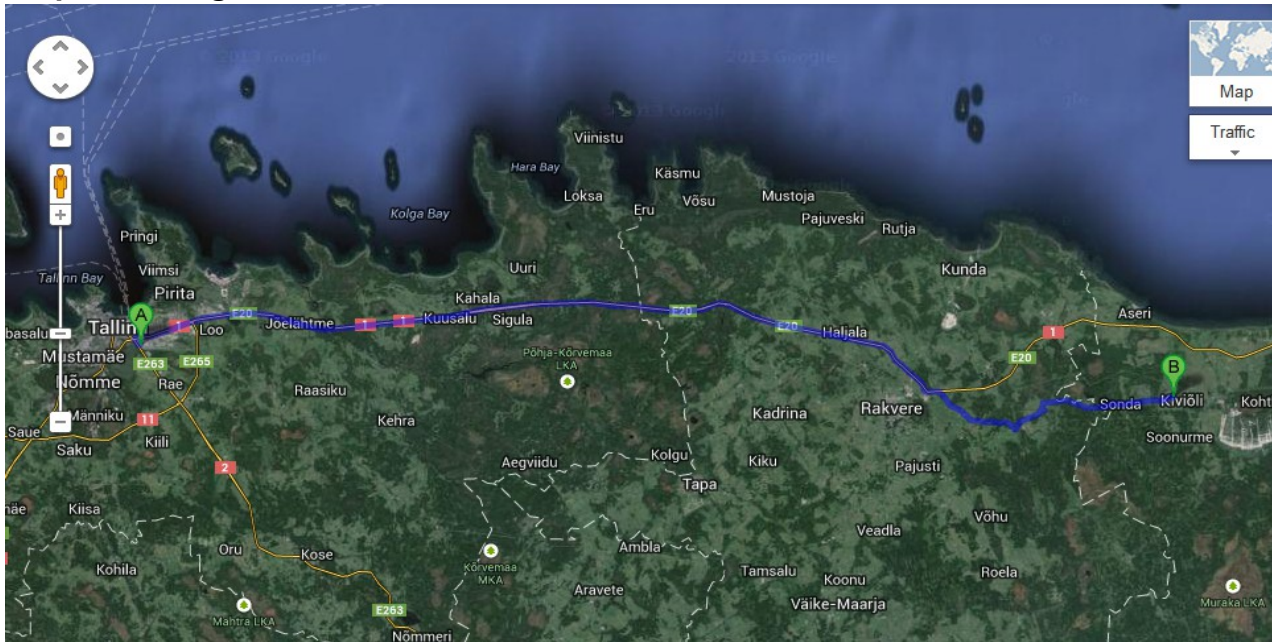 © 2013 Google
2013 Google
Map
Traffic
Viinistu
Hara Bay
Käsmu
Loksa
Võsu
Mustoja
Eru
Kolga Bay
Pajuveski
Rutja
Pringi
Viimsi
Uuri
Kunda
Tallinn Bay
Pirita
Kahala
Aseri
A
1
E20
Joelähtme
1
1
Kuusalu
Sigula
E20
E20
Haljala
1
basalu
Tallin
Loo
E20
Mustamäe
E263
E265
Põhja-Kõrvemaa
LKA
B
Nõmme
Rae
Raasiku
Kadrina
Rakvere
Sonda
Kiviõli
Koht
Männiku
11
Kehra
Saue
Saku
Kiili
Soonurme
2
Aegviidu
Kolgu
Kiku
Pajusti
Tapa
mäe
Kiisa
Võhu
Veadla
Oru
Kose
Ambla
Kohila
Kõrvemaa
MKA
Tamsalu
Koonu
Roela
Aravete
Väike-Maarja
Muraka LKA
E263
Mahtra LKA
Nõmmeri